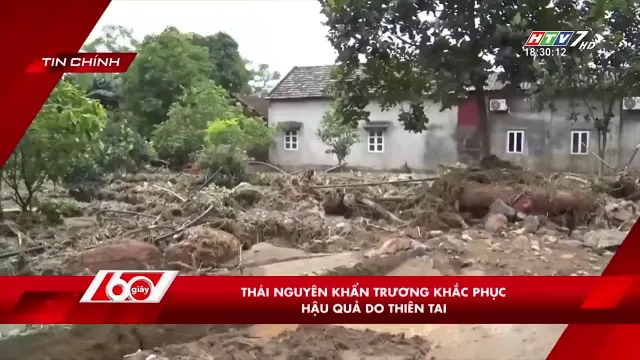 TIN CHÍNH
HTV7 HD
18:30:12
60 giây
THÁI NGUYÊN KHẨN TRƯƠNG KHẮC PHỤC
HẬU QUẢ DO THIÊN TAI